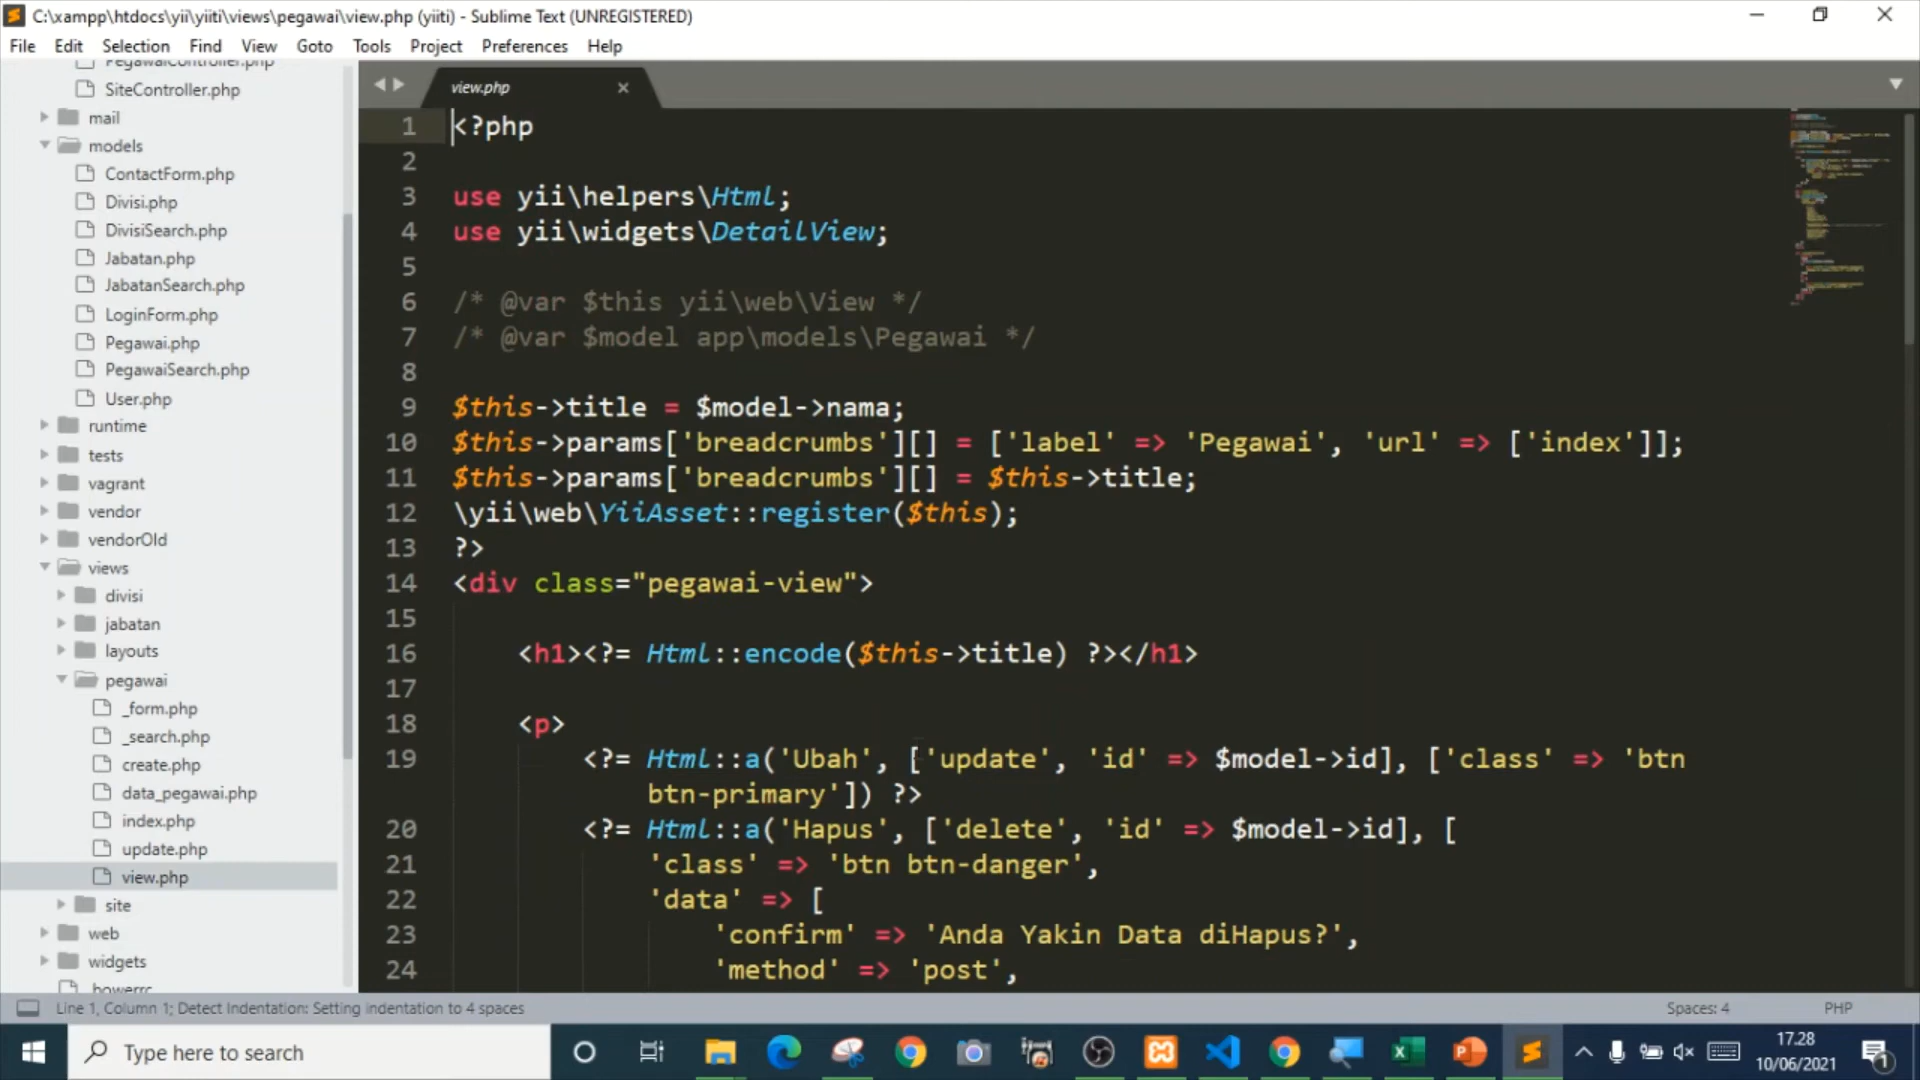 C:\xampp\htdocs\yii\yiiti\views\pegawai\view.php (yiiti) - Sublime Text (UNREGISTERED)
File Edit Selection Find View Goto Tools Project Preferences Help
PegawaiController.php
SiteController.php
mail
models
ContactForm.php
Divisi.php
DivisiSearch.php
Jabatan.php
JabatanSearch.php
LoginForm.php
Pegawai.php
PegawaiSearch.php
User.php
runtime
tests
vagrant
vendor
vendorOld
views
divisi
jabatan
layouts
pegawai
_form.php
_search.php
create.php
data_pegawai.php
index.php
update.php
view.php
site
web
widgets
.bowerrc
view.php
1 <?php
2
3 use yii\helpers\Html;
4 use yii\widgets\DetailView;
5
6 /* @var $this yii\web\View */
7 /* @var $model app\models\Pegawai */
8
9 $this->title = $model->nama;
10 $this->params['breadcrumbs'][] = ['label' => 'Pegawai', 'url' => ['index']];
11 $this->params['breadcrumbs'][] = $this->title;
12 \yii\web\YiiAsset::register($this);
13 ?>
14 <div class="pegawai-view">
15
16 <h1><?= Html::encode($this->title) ?></h1>
17
18 <p>
19 <?= Html::a('Ubah', ['update', 'id' => $model->id], ['class' => 'btn
btn-primary']) ?>
20 <?= Html::a('Hapus', ['delete', 'id' => $model->id], [
21 'class' => 'btn btn-danger',
22 'data' => [
23 'confirm' => 'Anda Yakin Data diHapus?',
24 'method' => 'post',
Line 1, Column 1; Detect Indentation: Setting indentation to 4 spaces
Spaces: 4
PHP
Type here to search
17.28
10/06/2021
1